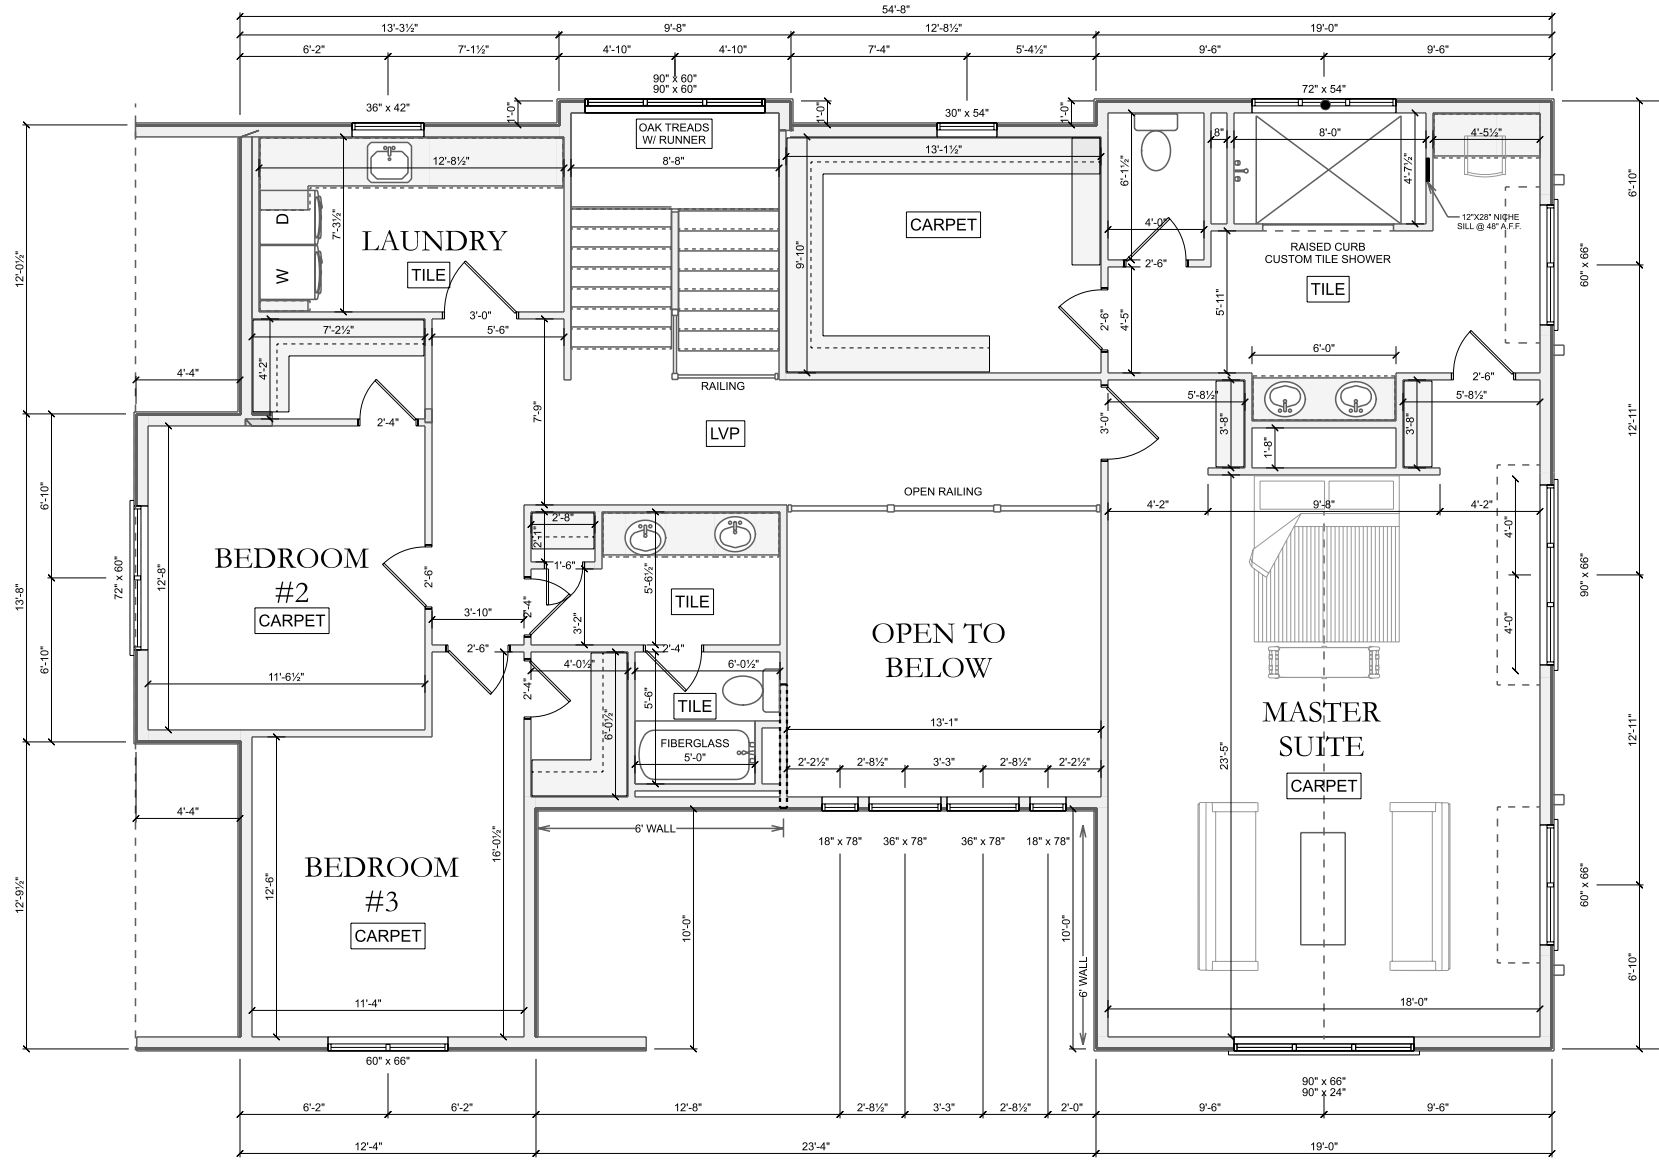 54'-8"
13'-3½" 9'-8" 12'-8½" 19'-0"
6'-2" 7'-1½" 4'-10" 4'-10" 7'-4" 5'-4½" 9'-6" 9'-6"
90" x 60"
90" x 60"
72" x 54"
36" x 42"
1'-0"
1'-0"
30" x 54"
1'-0"
OAK TREADS
W/ RUNNER
12'-8½"
8'-8"
13'-1½"
6'-1½"
8"
8'-0"
4'-7½"
4'-5½"
6'-10"
D
W
7'-3½"
LAUNDRY
TILE
CARPET
9'-10"
4'-0"
12"X28" NICHE
SILL @ 48" A.F.F.
RAISED CURB
CUSTOM TILE SHOWER
TILE
60" x 66"
12'-0½"
2'-6"
5'-11"
3'-0"
5'-6"
7'-2½"
4'-2"
2'-6"
4'-5"
6'-0"
4'-4"
RAILING
2'-6"
5'-8½"
5'-8½"
2'-4"
7'-9"
LVP
3'-0"
3'-8"
1'-8"
3'-8"
12'-11"
6'-10"
OPEN RAILING
4'-2"
9'-8"
4'-2"
2'-8"
2'-1"
4'-0"
BEDROOM
#2
CARPET
12'-8"
72" x 60"
13'-8"
2'-6"
1'-6"
5'-6½"
TILE
90" x 66"
2'-4"
3'-10"
3'-2"
4'-0"
OPEN TO
BELOW
6'-10"
2'-6"
2'-4"
4'-0½"
6'-0½"
11'-6½"
2'-4"
5'-6"
TILE
MASTER
SUITE
CARPET
13'-1"
12'-11"
6'-0½"
FIBERGLASS
5'-0"
23'-5"
2'-2½" 2'-8½" 3'-3" 2'-8½" 2'-2½"
4'-4"
6' WALL
18" x 78" 36" x 78" 36" x 78" 18" x 78"
BEDROOM
#3
CARPET
12'-6"
16'-0½"
12'-9½"
60" x 66"
10'-0"
10'-0"
6' WALL
6'-10"
11'-4"
18'-0"
60" x 66"
90" x 66"
90" x 24"
6'-2" 6'-2" 12'-8" 2'-8½" 3'-3" 2'-8½" 2'-0" 9'-6" 9'-6"
12'-4" 23'-4" 19'-0"